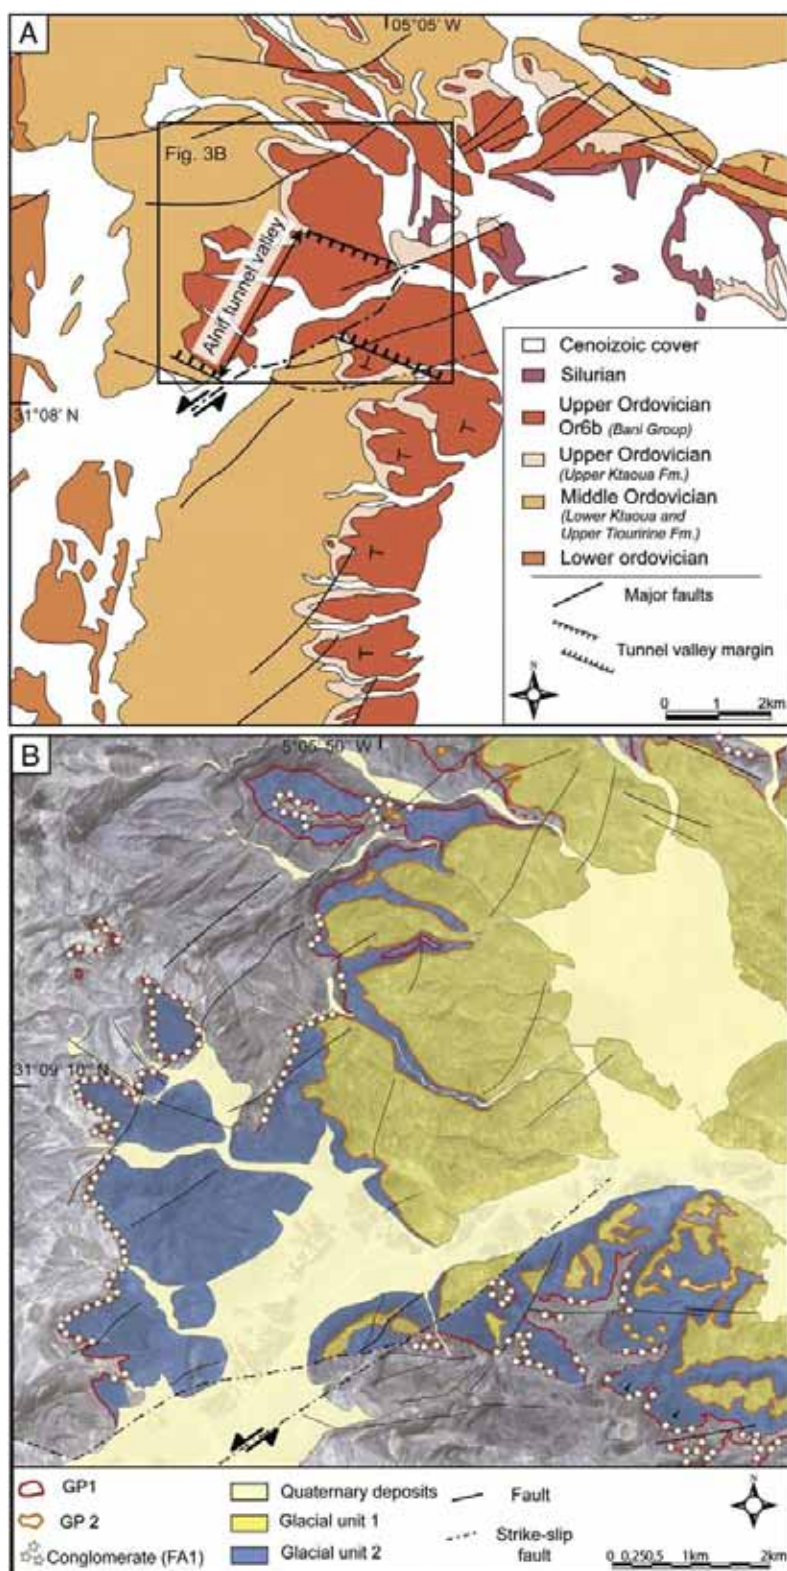 A
05°05' W
Fig. 3B
Alnif tunnel valley
31°08' N
Cenoizoic cover
Silurian
Upper Ordovician
Or6b (Bani Group)
Upper Ordovician
(Upper Ktaoua Fm.)
Middle Ordovician
(Lower Ktaoua and
Upper Tiouririne Fm.)
Lower ordovician
Major faults
Tunnel valley margin
N
0 1 2km
B
5°05'50" W
31°09'10" N
GP1
GP 2
Conglomerate (FA1)
Quaternary deposits
Glacial unit 1
Glacial unit 2
Fault
Strike-slip
fault
N
0 0,250,5 1km 2km